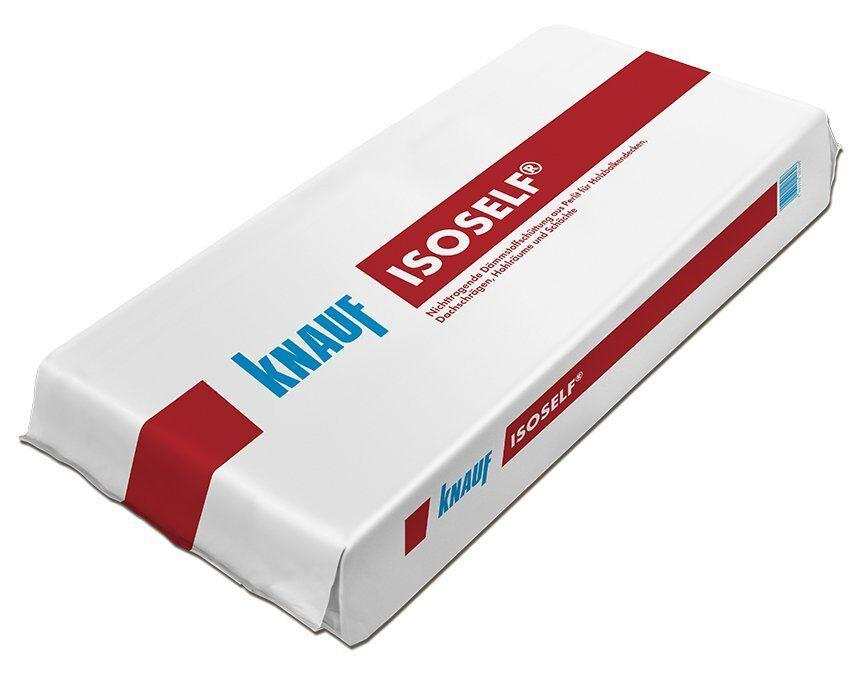 KNAUF
ISOSELF®
Nichttragende Dämmstoffschüttung aus Perlit für Holzbalkendecken,
Dachschrägen, Hohlräume und Schächte
KNAUF
ISOSELF®